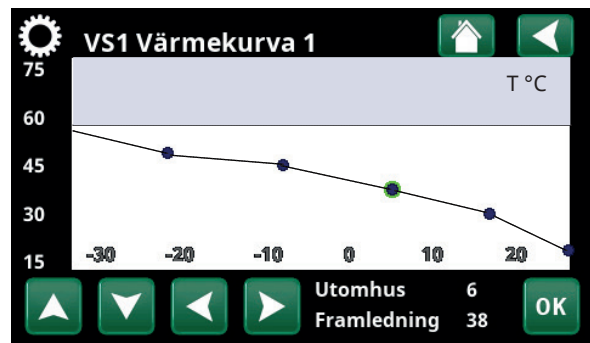 VS1 Värmekurva 1
75
T °C
60
45
30
15
-30 -20 -10 0 10 20
Utomhus 6
Framledning 38
OK